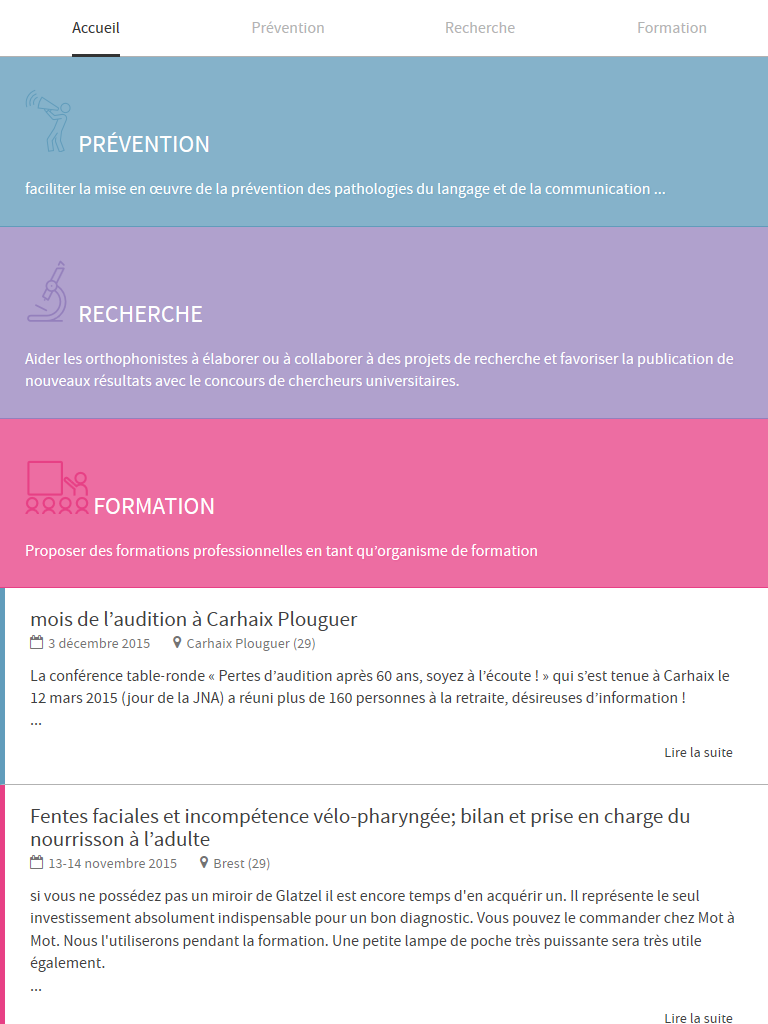 Accueil Prévention Recherche Formation
PRÉVENTION
faciliter la mise en œuvre de la prévention des pathologies du langage et de la communication ...
RECHERCHE
Aider les orthophonistes à élaborer ou à collaborer à des projets de recherche et favoriser la publication de
nouveaux résultats avec le concours de chercheurs universitaires.
FORMATION
Proposer des formations professionnelles en tant qu’organisme de formation
mois de l’audition à Carhaix Plouguer
3 décembre 2015 Carhaix Plouguer (29)
La conférence table-ronde « Pertes d’audition après 60 ans, soyez à l’écoute ! » qui s’est tenue à Carhaix le
12 mars 2015 (jour de la JNA) a réuni plus de 160 personnes à la retraite, désireuses d’information !
...
Lire la suite
Fentes faciales et incompétence vélo-pharyngée; bilan et prise en charge du
nourrisson à l’adulte
13-14 novembre 2015 Brest (29)
si vous ne possédez pas un miroir de Glatzel il est encore temps d'en acquérir un. Il représente le seul
investissement absolument indispensable pour un bon diagnostic. Vous pouvez le commander chez Mot à
Mot. Nous l'utiliserons pendant la formation. Une petite lampe de poche très puissante sera très utile
également.
...
Lire la suite